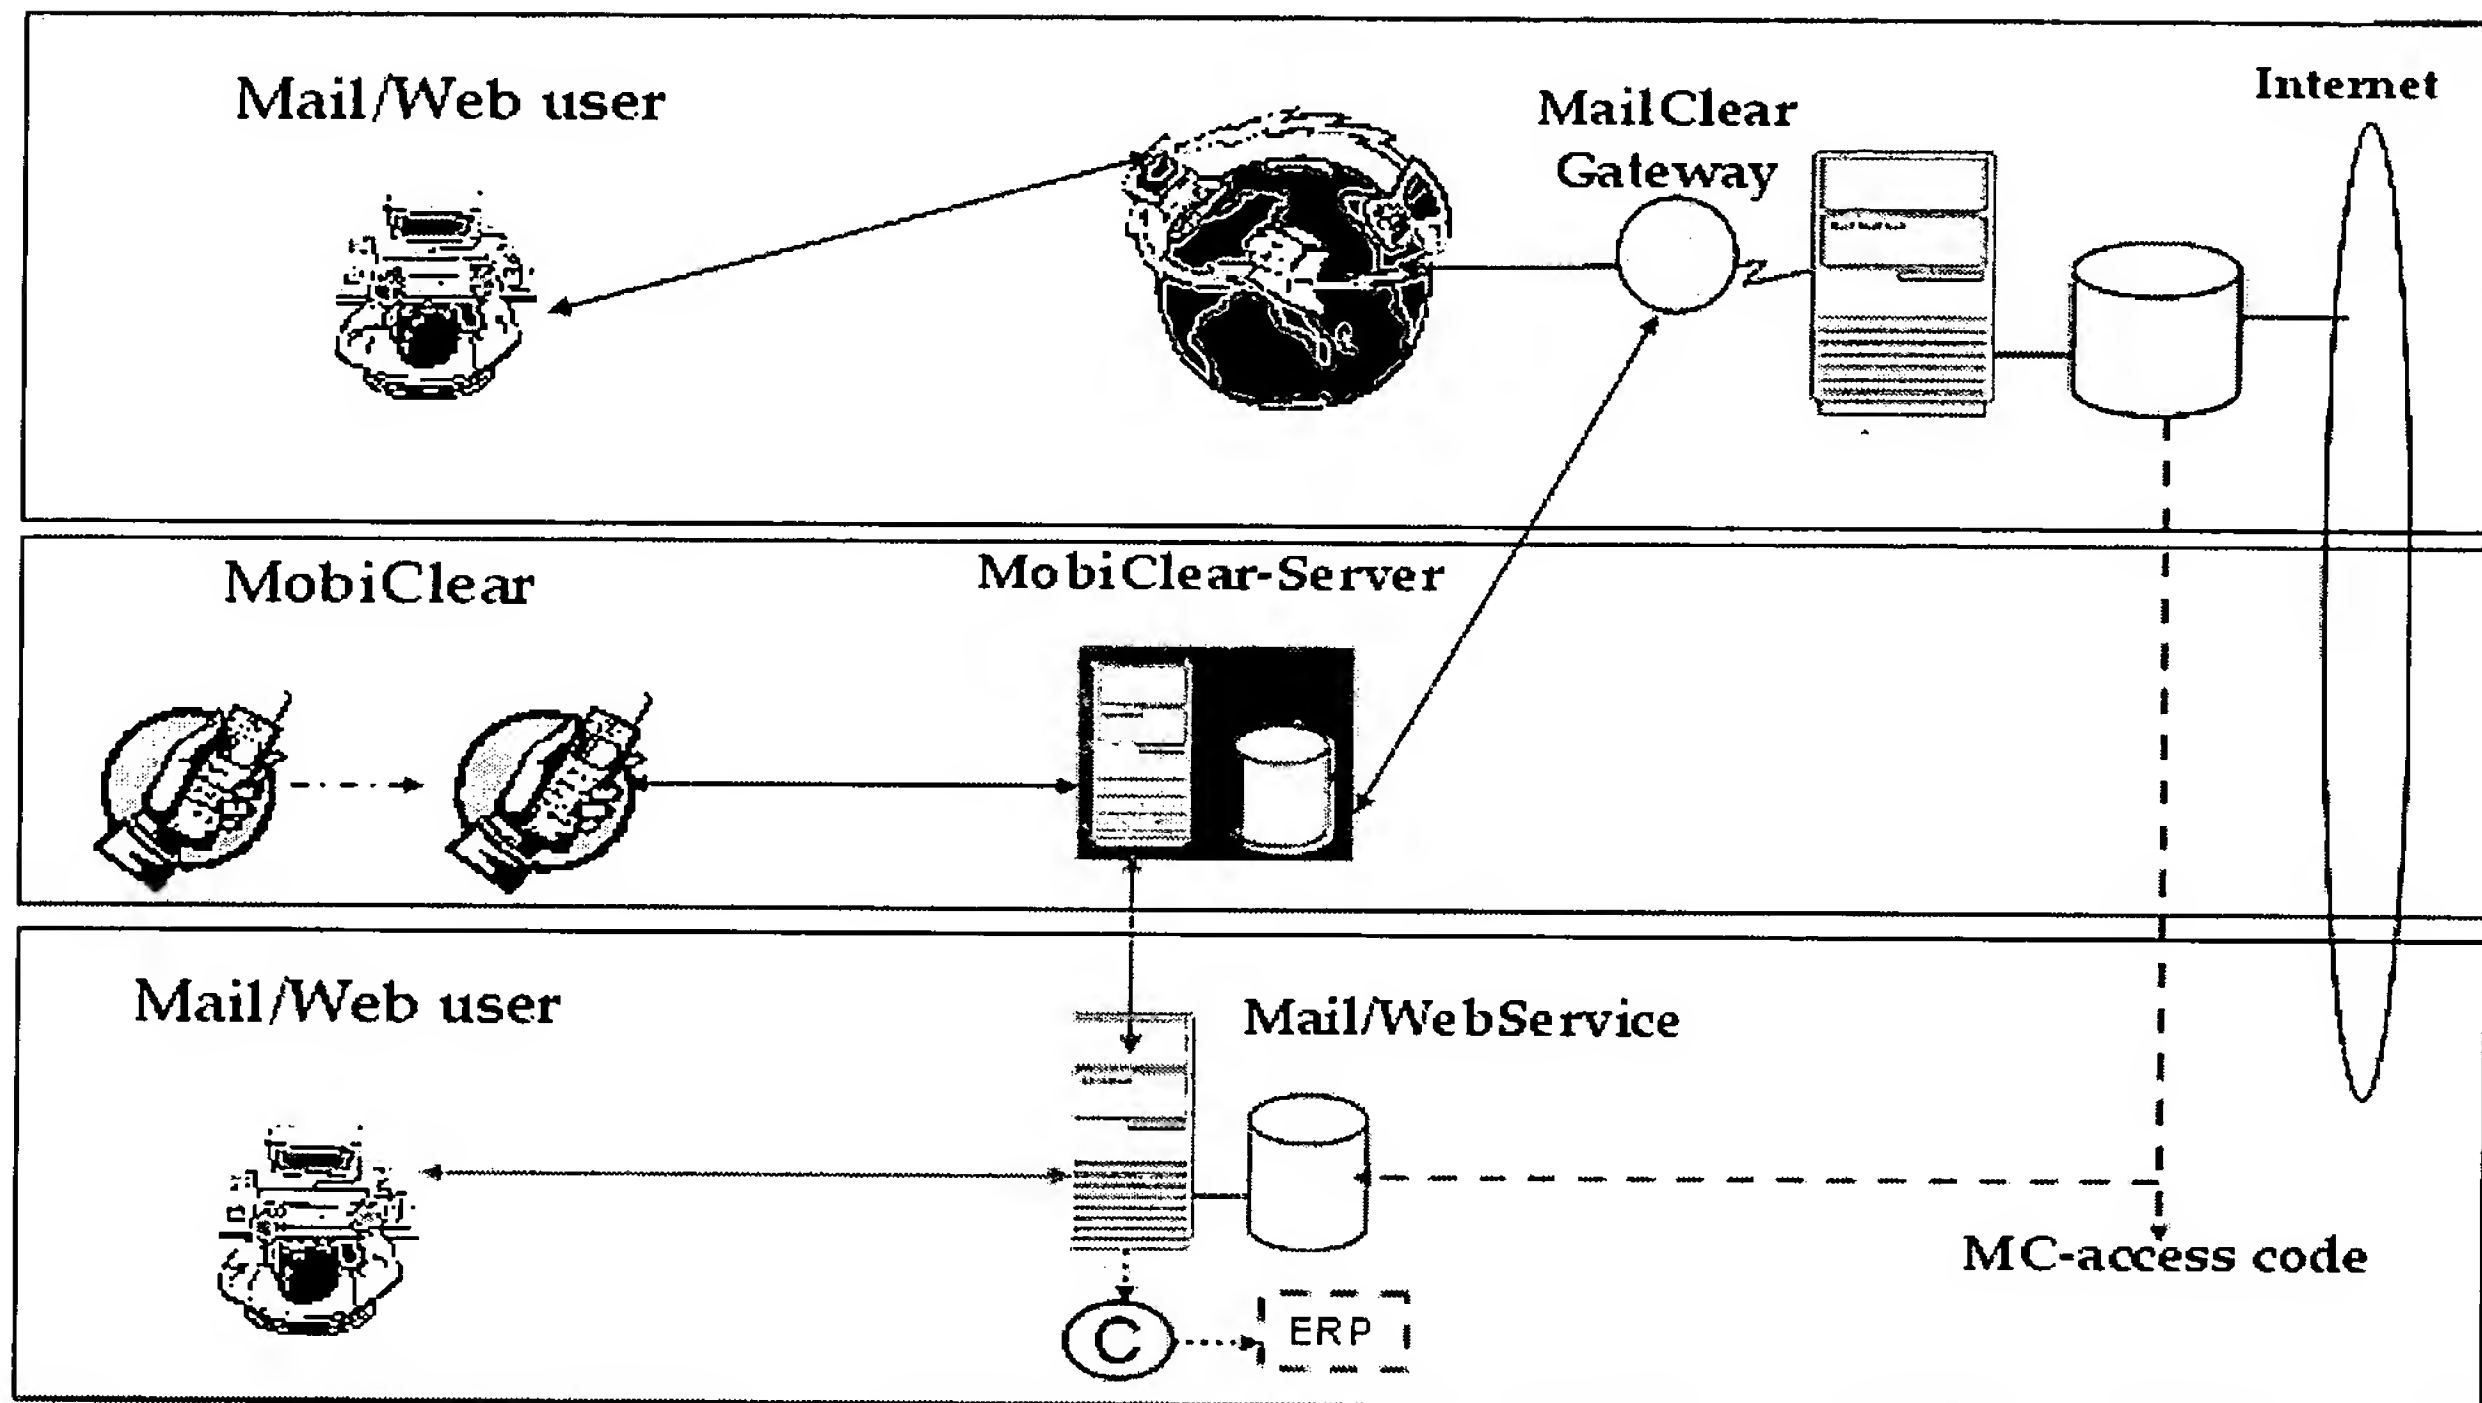 Mail/Web user
MailClear
Gateway
Internet
MobiClear
MobiClear-Server
Mail/Web user
Mail/WebService
MC-access code
C
ERP